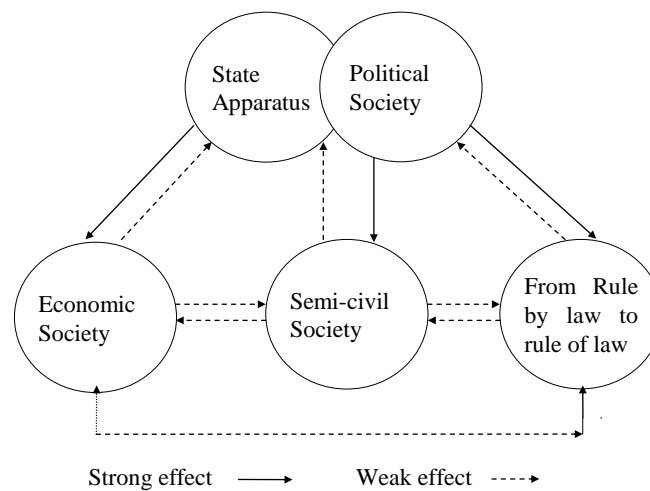 State
Apparatus
Political
Society
Economic
Society
Semi-civil
Society
From Rule
by law to
rule of law
Strong effect
Weak effect